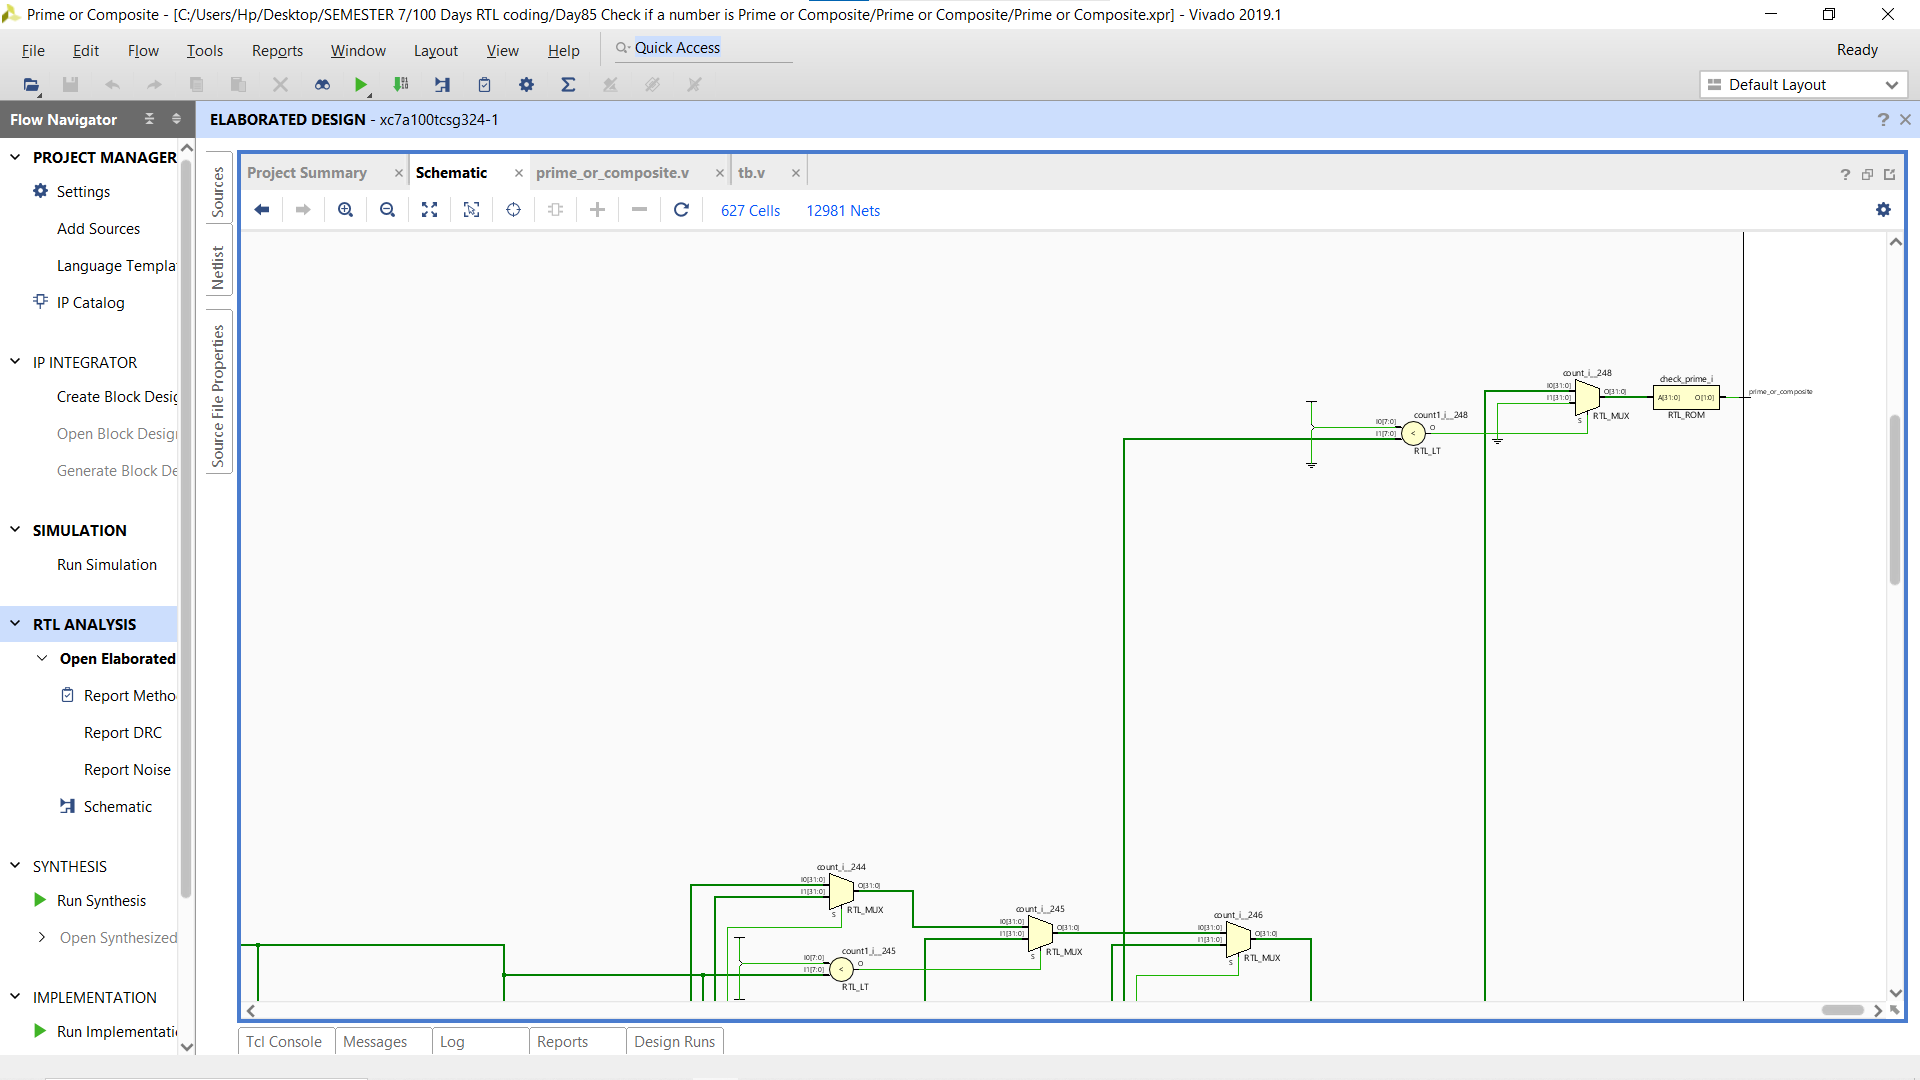 Prime or Composite - [C:/Users/Hp/Desktop/SEMESTER 7/100 Days RTL coding/Day85 Check if a number is Prime or Composite/Prime or Composite/Prime or Composite.xpr] - Vivado 2019.1
File Edit Flow Tools Reports Window Layout View Help Quick Access Ready
Default Layout
Flow Navigator
ELABORATED DESIGN - xc7a100tcsg324-1
PROJECT MANAGER
Settings
Add Sources
Language Templa
IP Catalog
IP INTEGRATOR
Create Block Desig
Open Block Desig
Generate Block De
SIMULATION
Run Simulation
RTL ANALYSIS
Open Elaborated
Report Metho
Report DRC
Report Noise
Schematic
SYNTHESIS
Run Synthesis
Open Synthesized
IMPLEMENTATION
Run Implementati
Sources
Netlist
Source File Properties
Project Summary Schematic prime_or_composite.v tb.v
627 Cells 12981 Nets
count_i__248
I0[31:0]
I1[31:0]
O[31:0]
S
RTL_MUX
check_prime_i
A[31:0] O[1:0]
RTL_ROM
prime_or_composite
count1_i__248
I0[7:0]
I1[7:0]
<
O
RTL_LT
count_i__244
I0[31:0]
I1[31:0]
O[31:0]
S
RTL_MUX
count_i__245
I0[31:0]
I1[31:0]
O[31:0]
S
RTL_MUX
count_i__246
I0[31:0]
I1[31:0]
O[31:0]
S
RTL_MUX
count1_i__245
I0[7:0]
I1[7:0]
<
O
RTL_LT
Tcl Console Messages Log Reports Design Runs